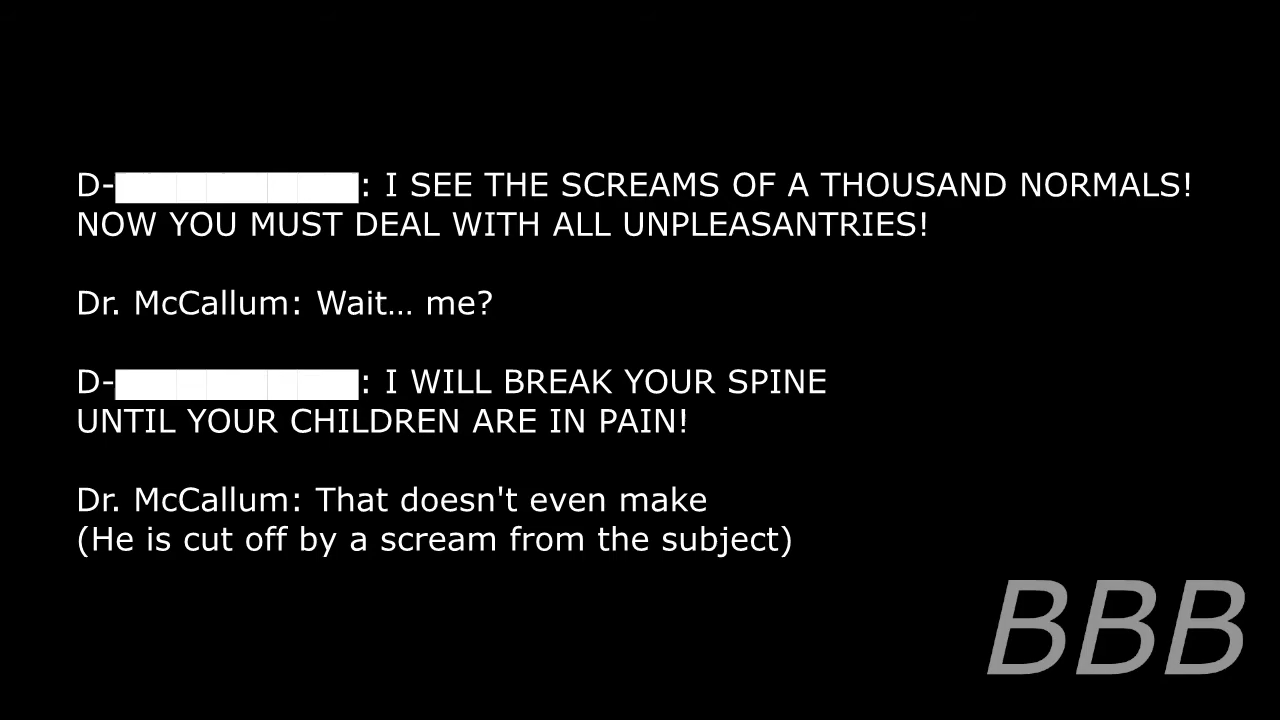 D-██████████: I SEE THE SCREAMS OF A THOUSAND NORMALS!
NOW YOU MUST DEAL WITH ALL UNPLEASANTRIES!
Dr. McCallum: Wait… me?
D-██████████: I WILL BREAK YOUR SPINE
UNTIL YOUR CHILDREN ARE IN PAIN!
Dr. McCallum: That doesn't even make
(He is cut off by a scream from the subject)
BBB